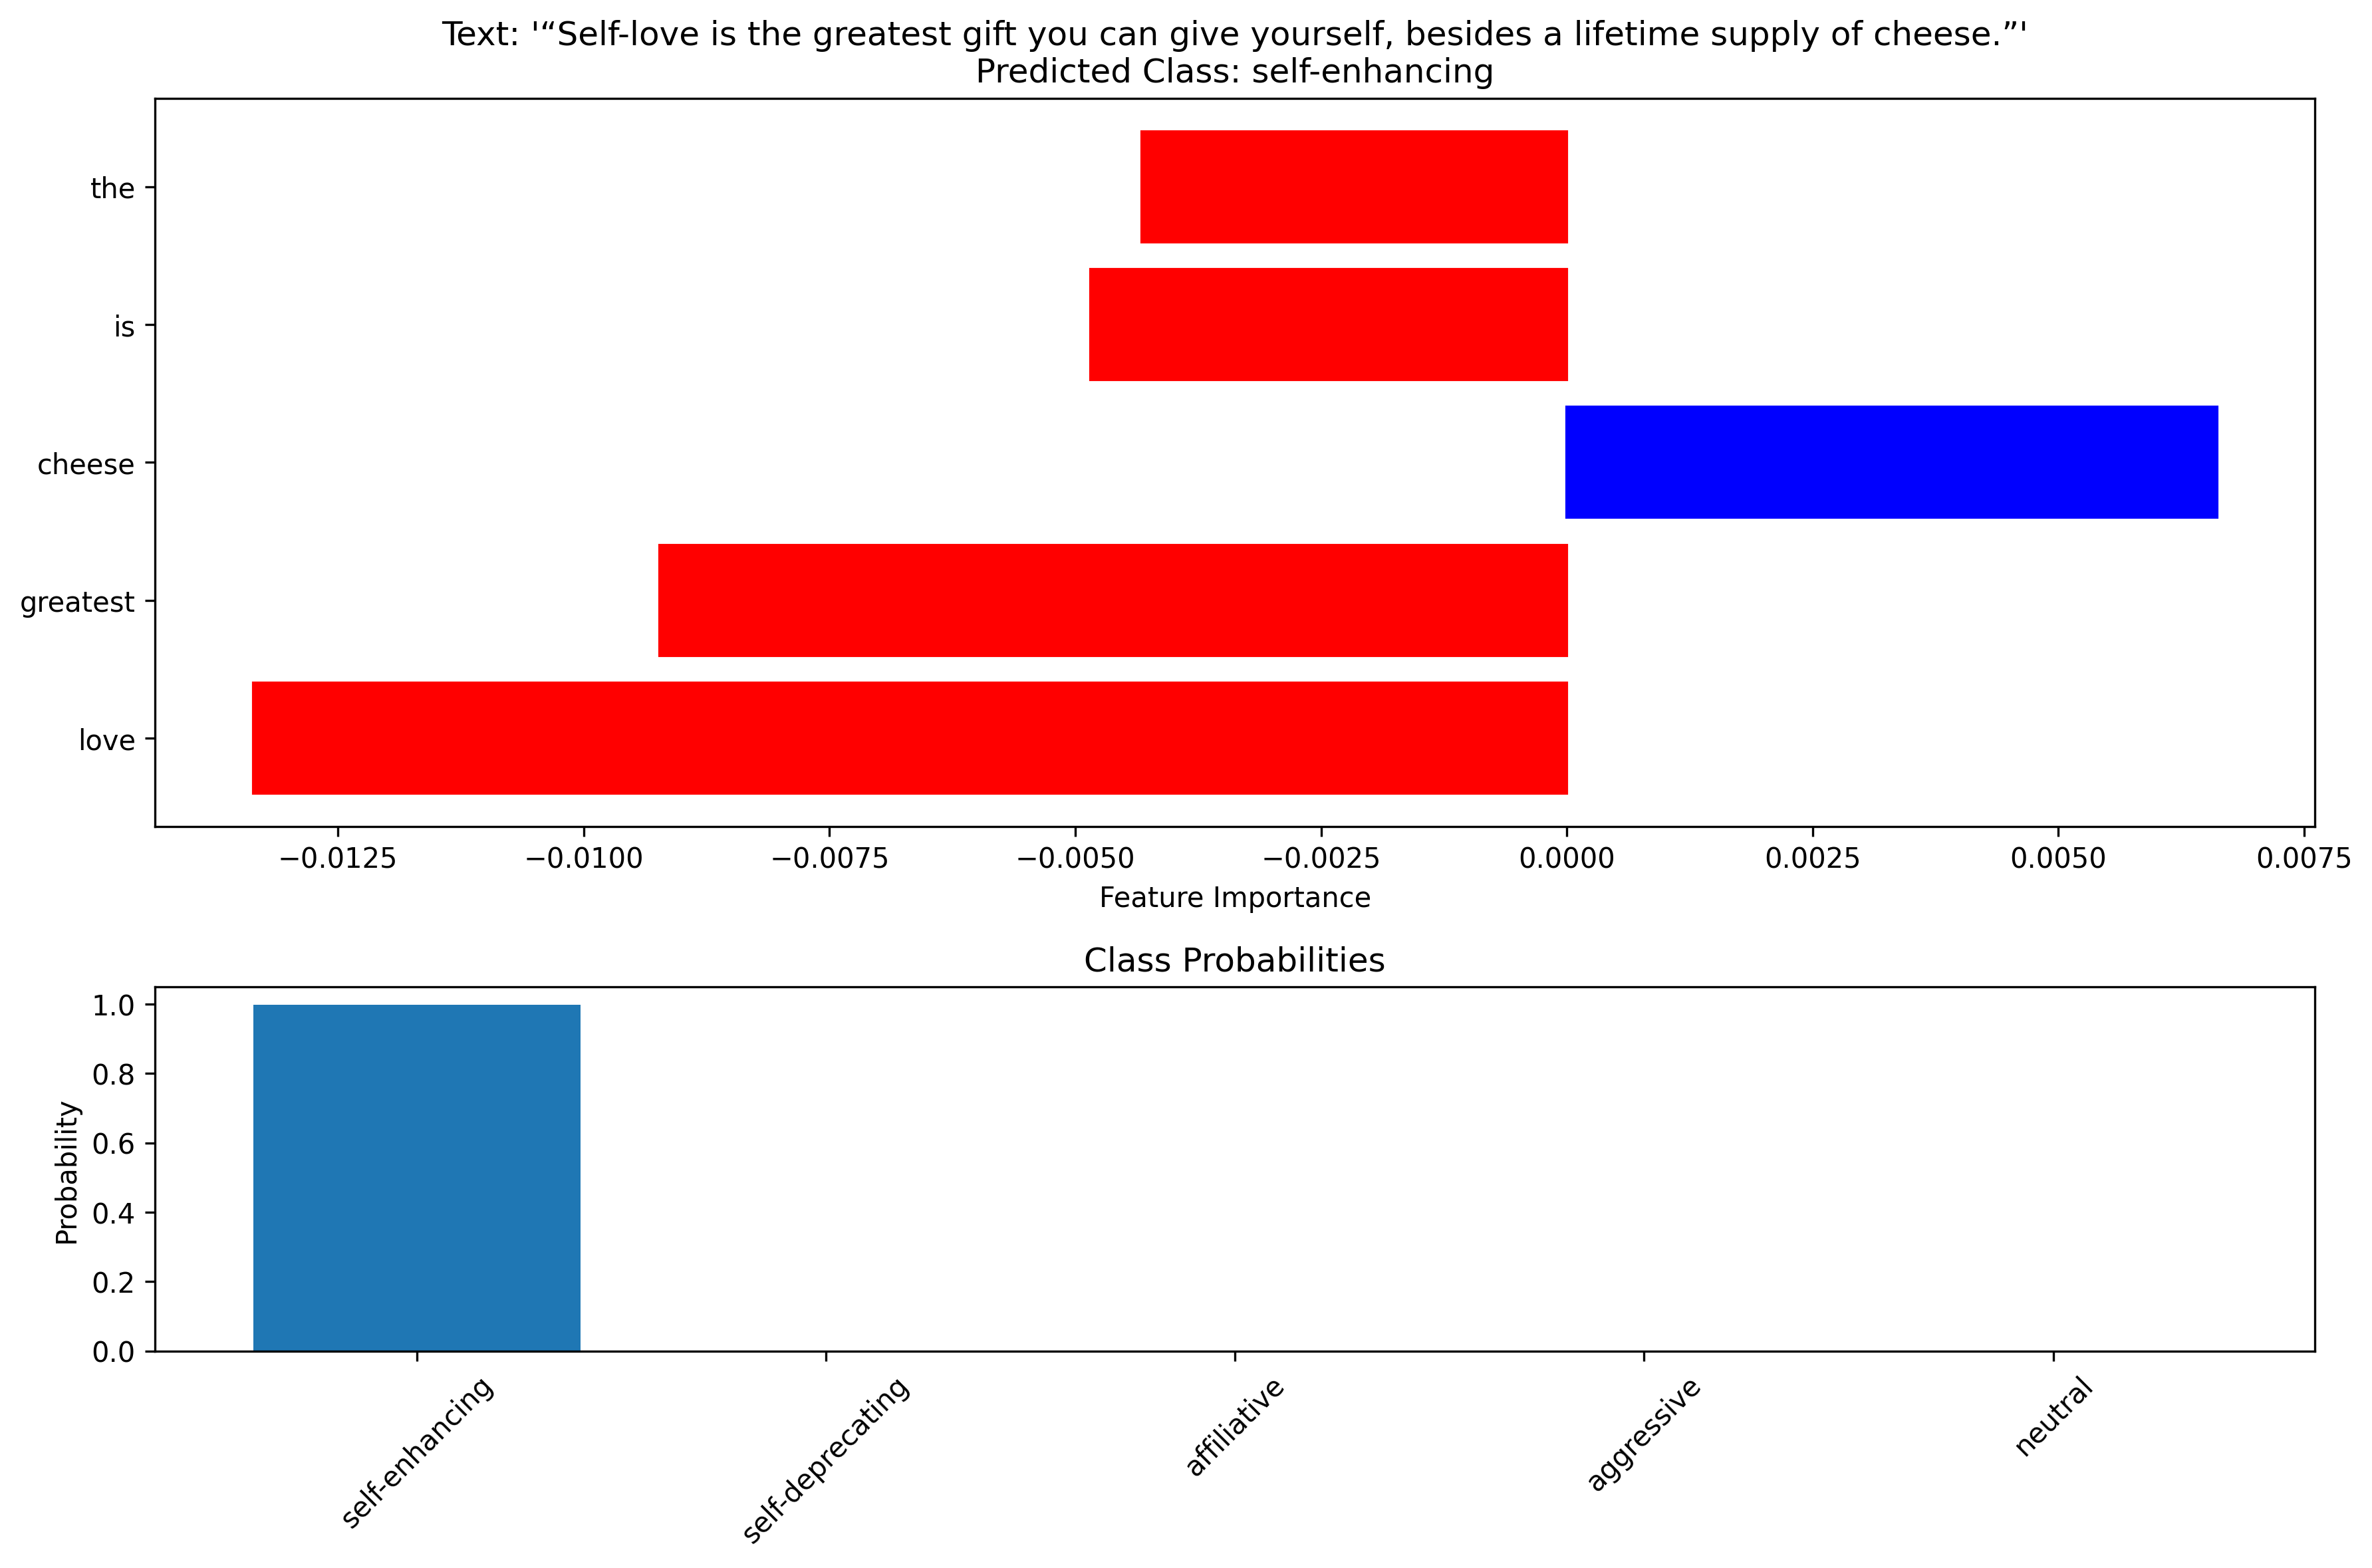 Text: '“Self-love is the greatest gift you can give yourself, besides a lifetime supply of cheese.”'
Predicted Class: self-enhancing
the
is
cheese
greatest
love
−0.0125 −0.0100 −0.0075 −0.0050 −0.0025 0.0000 0.0025 0.0050 0.0075
Feature Importance
Class Probabilities
1.0
0.8
0.6
0.4
0.2
0.0
Probability
self-enhancing
self-deprecating
affiliative
aggressive
neutral